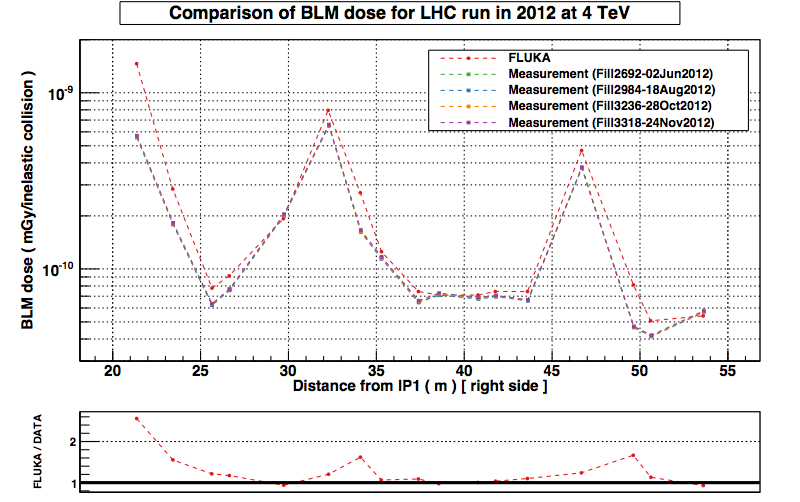 Comparison of BLM dose for LHC run in 2012 at 4 TeV
FLUKA
Measurement (Fill2692-02Jun2012)
Measurement (Fill2984-18Aug2012)
Measurement (Fill3236-28Oct2012)
Measurement (Fill3318-24Nov2012)
BLM dose ( mGy/inelastic collision )
10-9
10-10
20 25 30 35 40 45 50 55
Distance from IP1 ( m ) [ right side ]
FLUKA / DATA
2
1